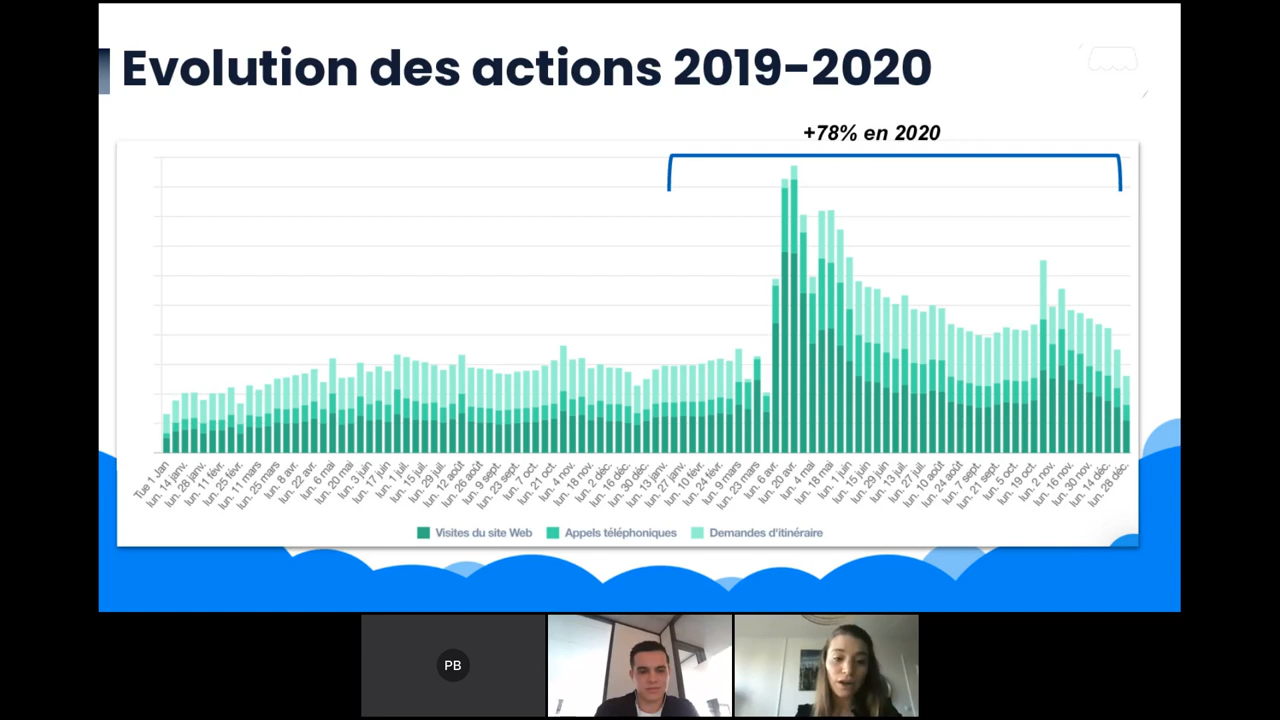 Evolution des actions 2019-2020
+78% en 2020
Tue 1 Jan
lun. 14 janv.
lun. 28 janv.
lun. 11 févr.
lun. 25 févr.
lun. 11 mars
lun. 25 mars
lun. 8 avr.
lun. 22 avr.
lun. 6 mai
lun. 20 mai
lun. 3 juin
lun. 17 juin
lun. 1 juil.
lun. 15 juil.
lun. 29 juil.
lun. 12 août
lun. 26 août
lun. 9 sept.
lun. 23 sept.
lun. 7 oct.
lun. 21 oct.
lun. 4 nov.
lun. 18 nov.
lun. 2 déc.
lun. 16 déc.
lun. 30 déc.
lun. 13 janv.
lun. 27 janv.
lun. 10 févr.
lun. 24 févr.
lun. 9 mars
lun. 23 mars
lun. 6 avr.
lun. 20 avr.
lun. 4 mai
lun. 18 mai
lun. 1 juin
lun. 15 juin
lun. 29 juin
lun. 13 juil.
lun. 27 juil.
lun. 10 août
lun. 24 août
lun. 7 sept.
lun. 21 sept.
lun. 5 oct.
lun. 19 oct.
lun. 2 nov.
lun. 16 nov.
lun. 30 nov.
lun. 14 déc.
lun. 28 déc.
Visites du site Web
Appels téléphoniques
Demandes d'itinéraire
PB